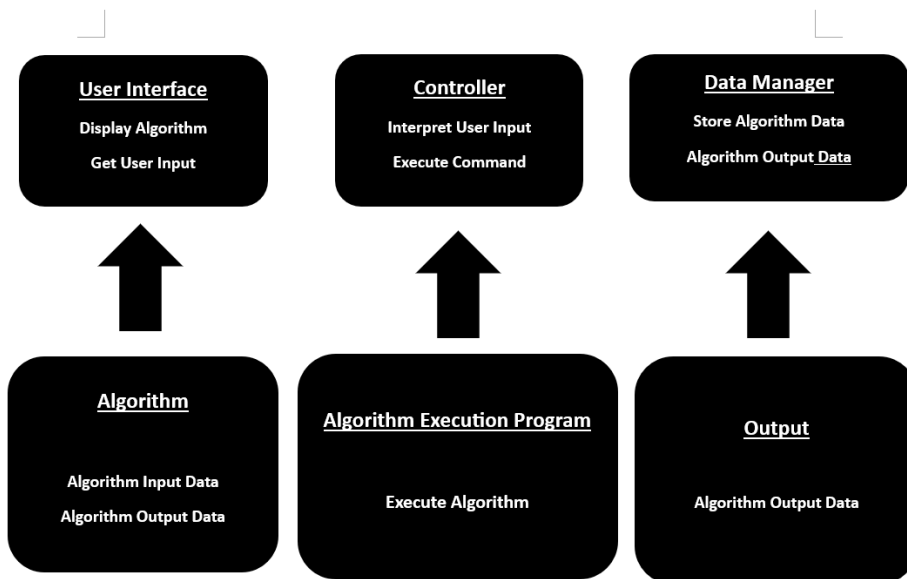 User Interface
Display Algorithm
Get User Input
Controller
Interpret User Input
Execute Command
Data Manager
Store Algorithm Data
Algorithm Output Data
Algorithm
Algorithm Input Data
Algorithm Output Data
Algorithm Execution Program
Execute Algorithm
Output
Algorithm Output Data